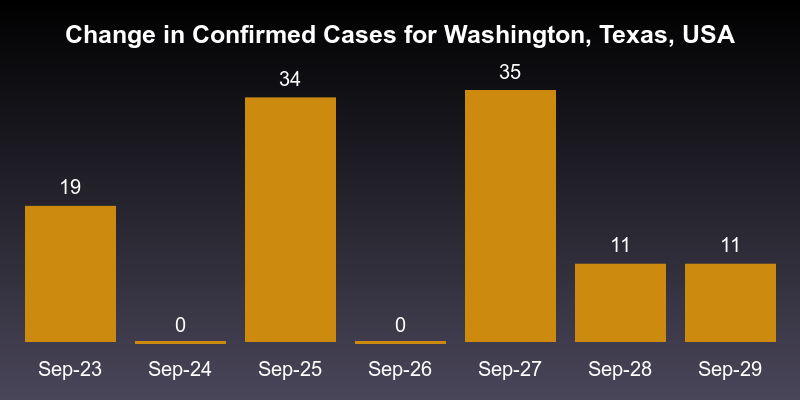 Change in Confirmed Cases for Washington, Texas, USA
19
0
34
0
35
11
11
Sep-23
Sep-24
Sep-25
Sep-26
Sep-27
Sep-28
Sep-29